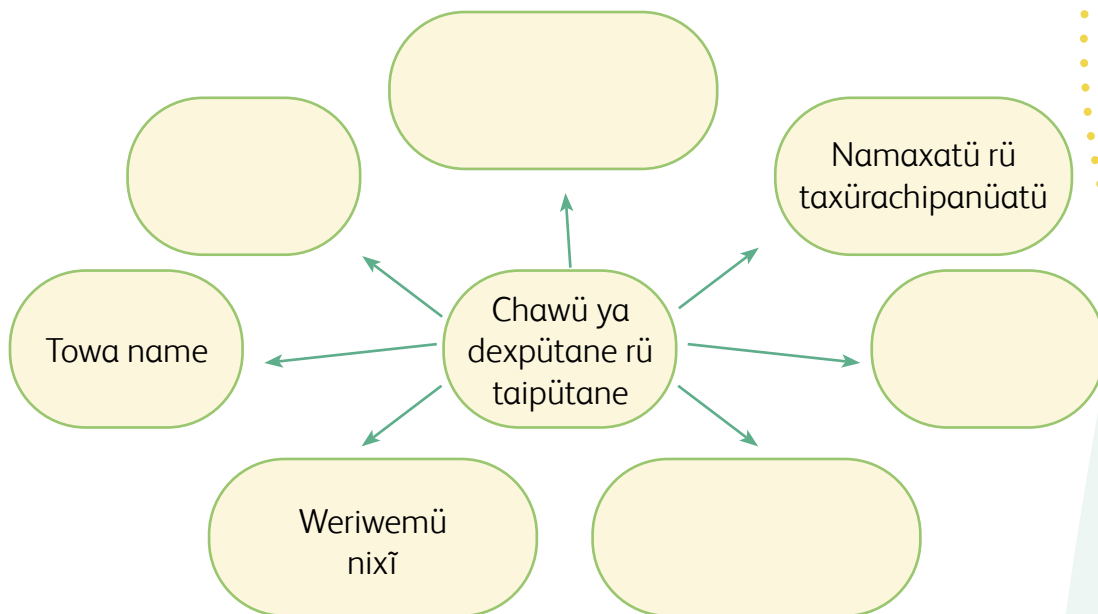 Namaxatü rü
taxürachipanüatü
Chawü ya
dexpütane rü
taipütane
Towa name
Weriwemü
nixĩ